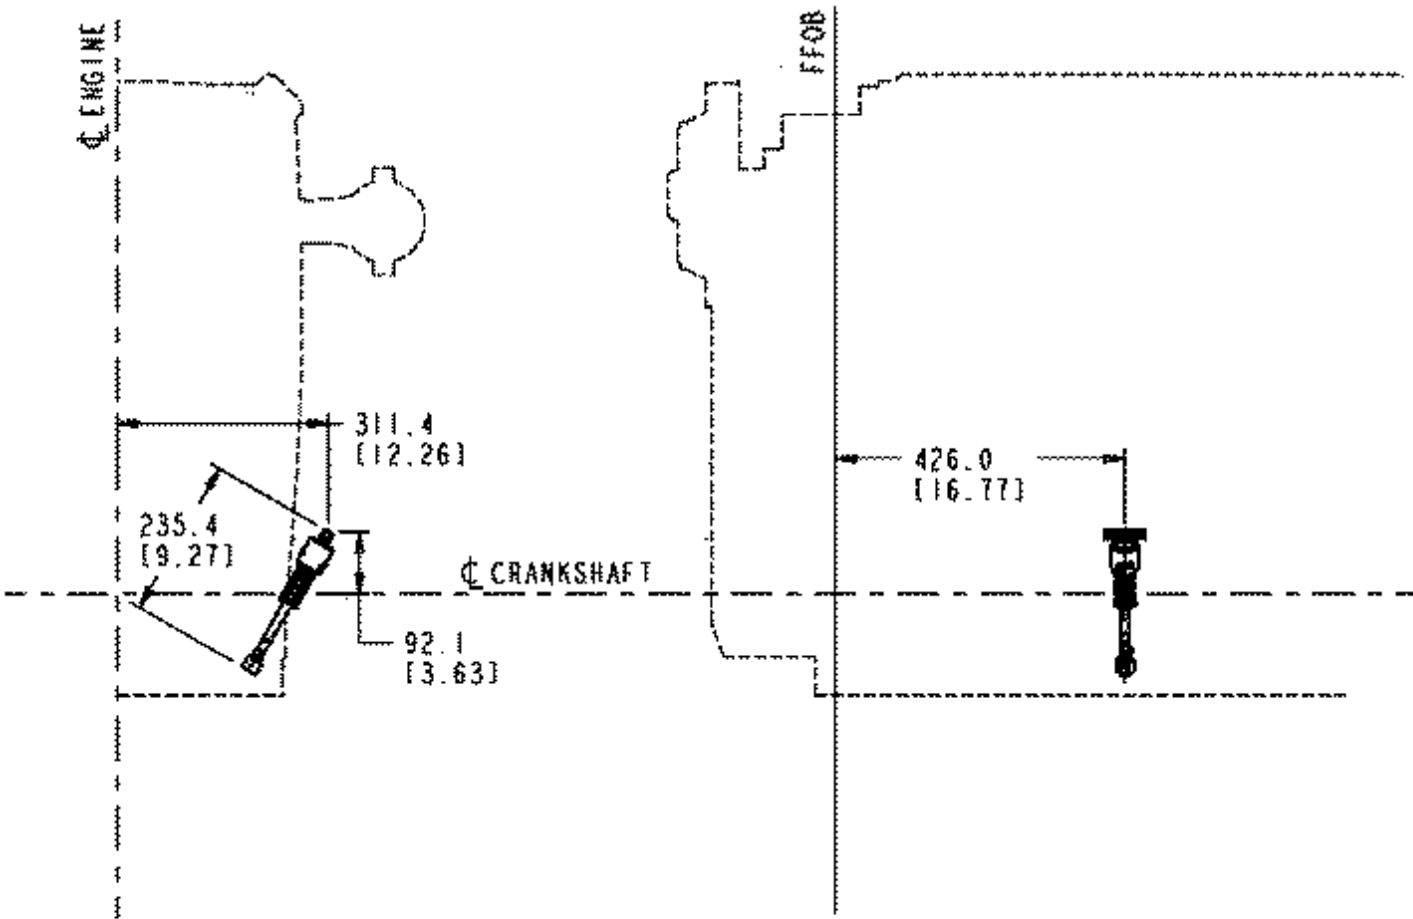 ℄ ENGINE
FFOB
311.4
[12.26]
426.0
[16.77]
235.4
[9.27]
℄ CRANKSHAFT
92.1
[3.63]